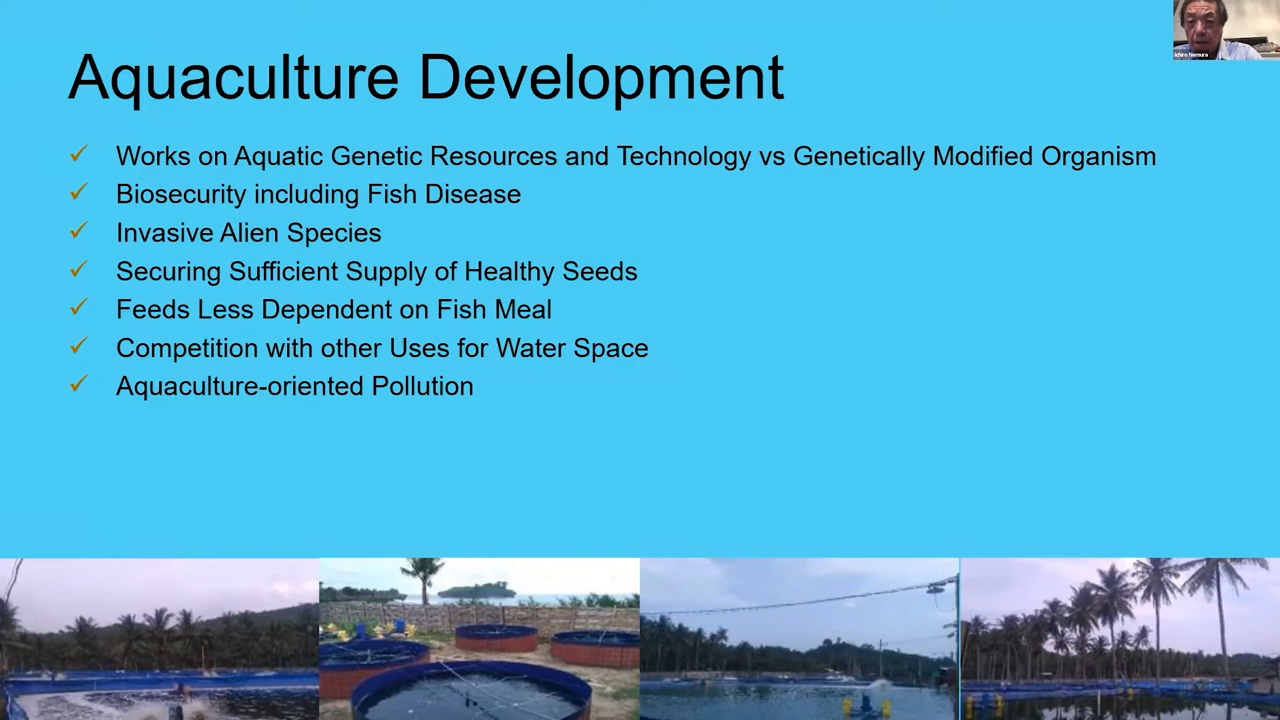 Aquaculture Development
Ichiro Nomura
✓ Works on Aquatic Genetic Resources and Technology vs Genetically Modified Organism
✓ Biosecurity including Fish Disease
✓ Invasive Alien Species
✓ Securing Sufficient Supply of Healthy Seeds
✓ Feeds Less Dependent on Fish Meal
✓ Competition with other Uses for Water Space
✓ Aquaculture-oriented Pollution